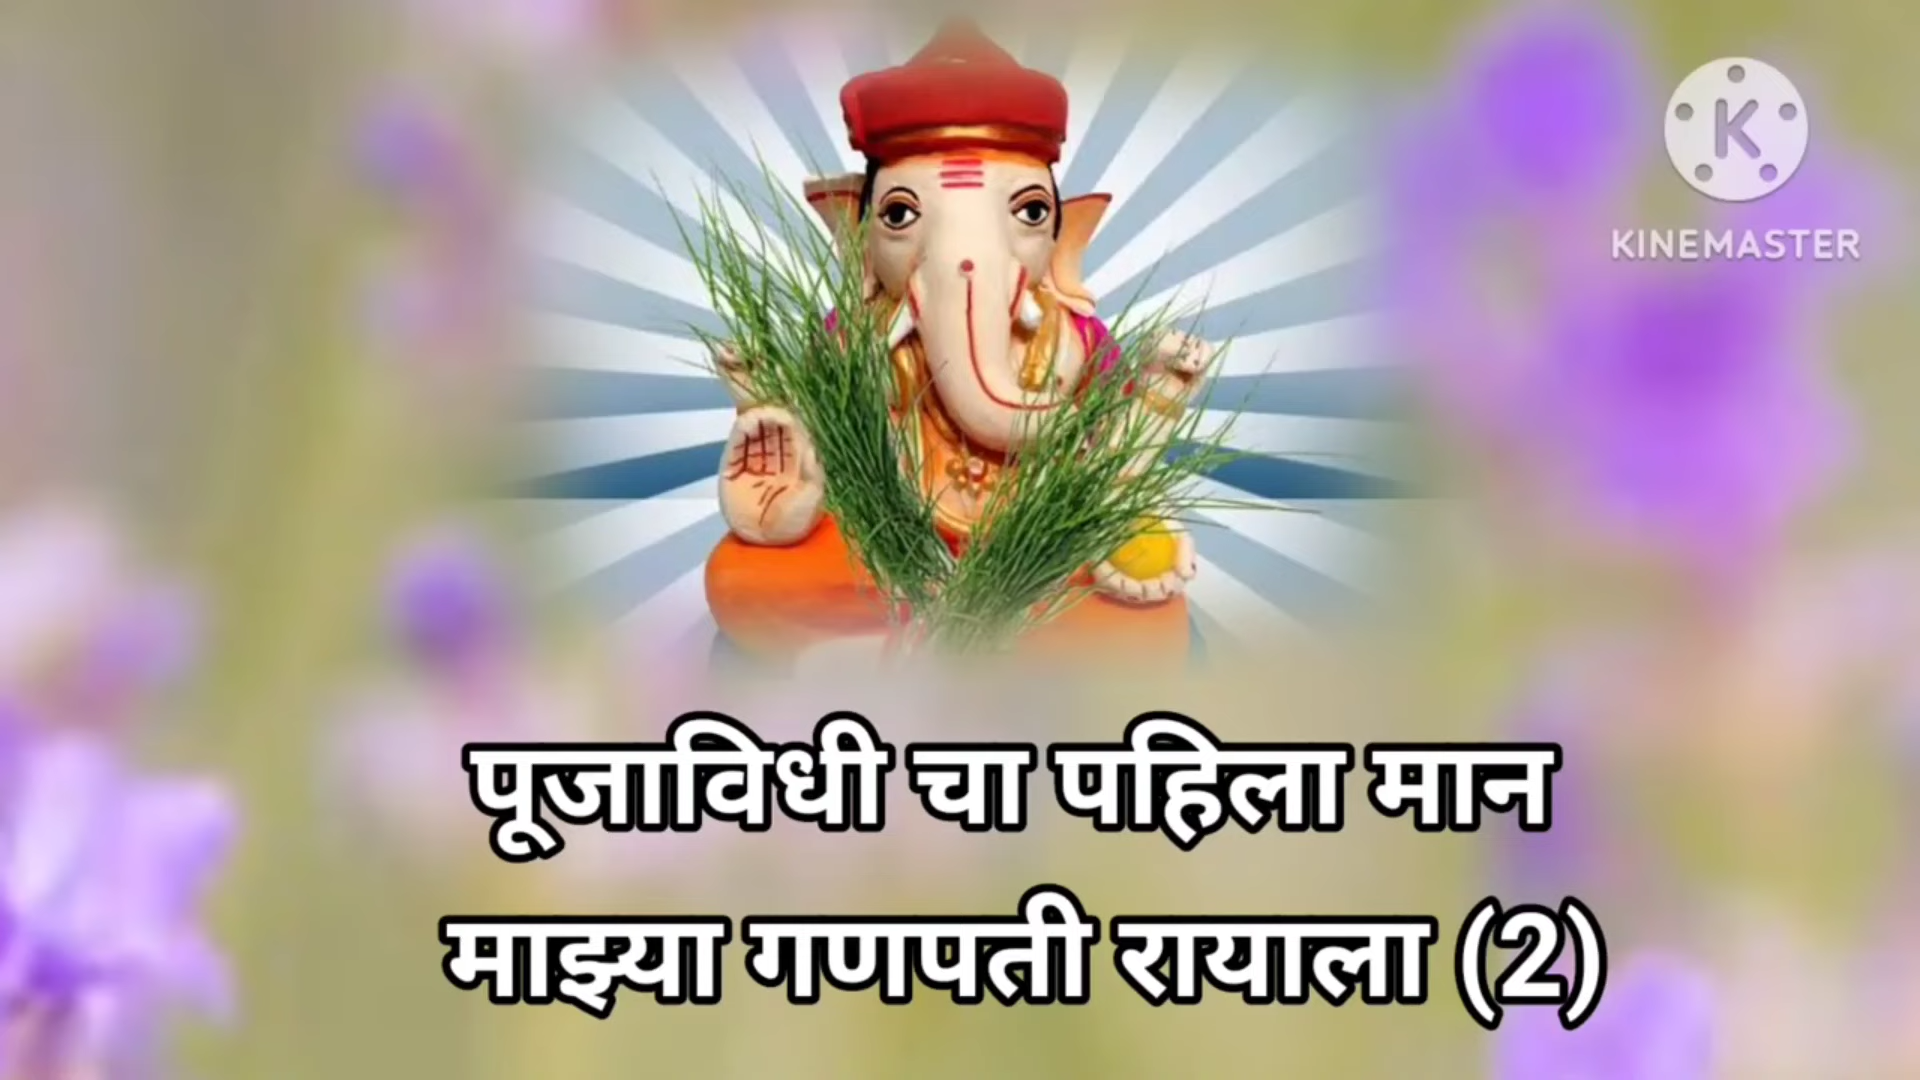 K
KINEMASTER
पूजाविधी चा पहिला मान
माझ्या गणपती रायाला (2)